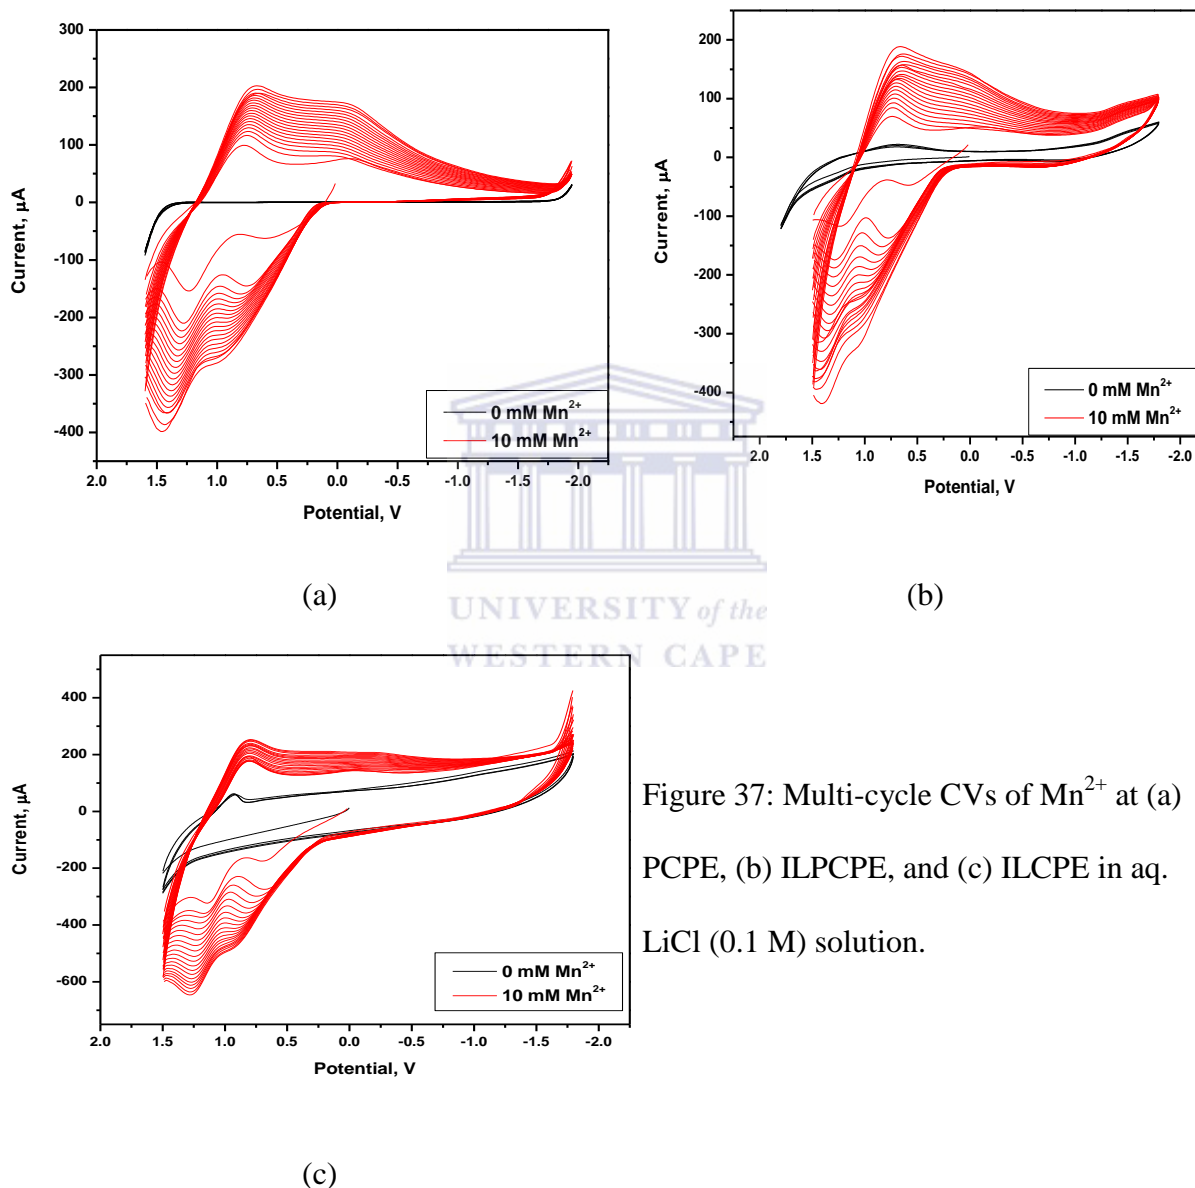 300
200
100
0
-100
-200
-300
-400
Current, μA
0 mM Mn2+
10 mM Mn2+
2.0 1.5 1.0 0.5 0.0 -0.5 -1.0 -1.5 -2.0
Potential, V
(a)
200
100
0
-100
-200
-300
-400
Current, μA
0 mM Mn2+
10 mM Mn2+
2.0 1.5 1.0 0.5 0.0 -0.5 -1.0 -1.5 -2.0
Potential, V
(b)
UNIVERSITY of the
WESTERN CAPE
400
200
0
-200
-400
-600
Current, μA
0 mM Mn2+
10 mM Mn2+
2.0 1.5 1.0 0.5 0.0 -0.5 -1.0 -1.5 -2.0
Potential, V
(c)
Figure 37: Multi-cycle CVs of Mn2+ at (a)
PCPE, (b) ILPCPE, and (c) ILCPE in aq.
LiCl (0.1 M) solution.